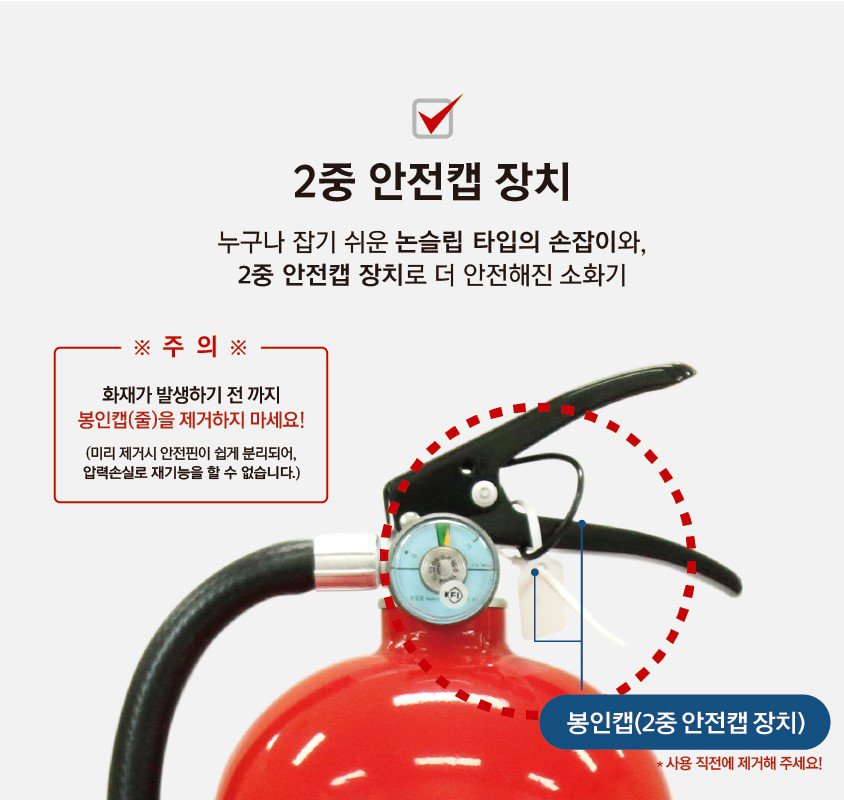 2중 안전캡 장치
누구나 잡기 쉬운 논슬립 타입의 손잡이와,
2중 안전캡 장치로 더 안전해진 소화기
※ 주 의 ※
화재가 발생하기 전 까지
봉인캡(줄)을 제거하지 마세요!
(미리 제거시 안전핀이 쉽게 분리되어,
압력손실로 재기능을 할 수 없습니다.)
KFI
봉인캡(2중 안전캡 장치)
* 사용 직전에 제거해 주세요!